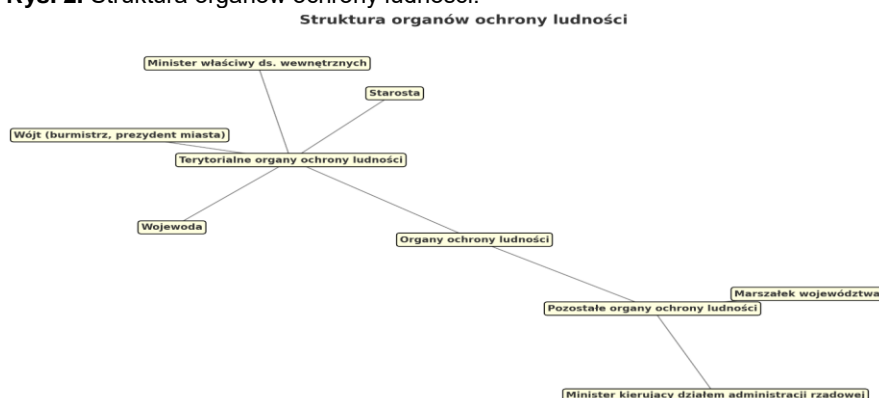 Rys. 2. Struktura organów ochrony ludności.
Struktura organów ochrony ludności
Minister właściwy ds. wewnętrznych
Starosta
Wójt (burmistrz, prezydent miasta)
Terytorialne organy ochrony ludności
Wojewoda
Organy ochrony ludności
Marszałek województwa
Pozostałe organy ochrony ludności
Minister kierujący działem administracji rządowej